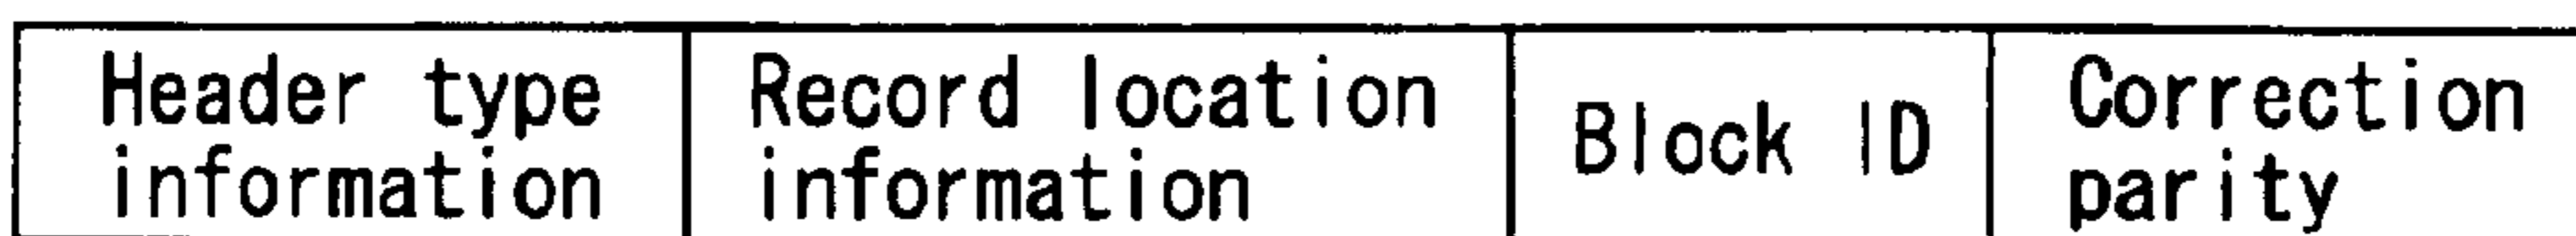 Header type
information
Record location
information
Block ID
Correction
parity